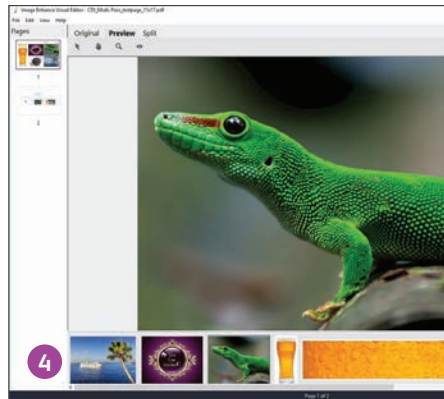 Image Enhance Visual Editor - CDI_Multi-Pass_testpage_11x17.pdf
File Edit View Help
Pages
Original Preview Split
1
2
4
Page 1 of 2